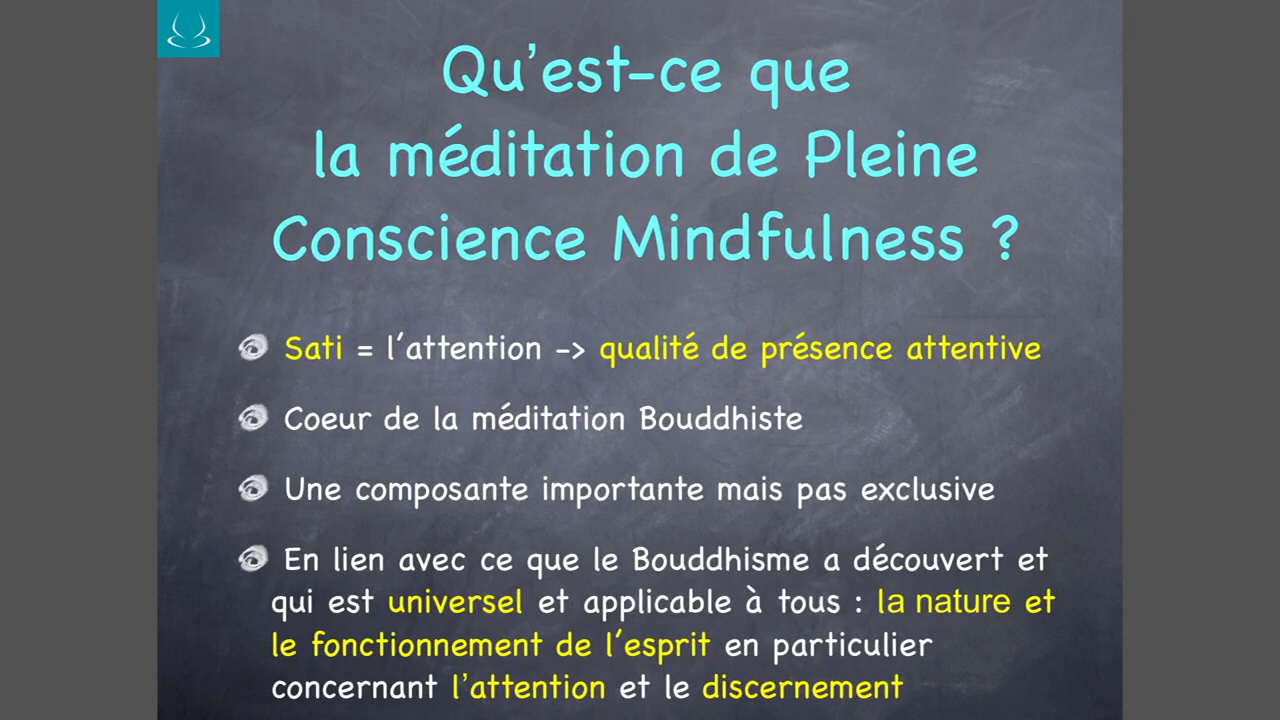 Qu’est-ce que
la méditation de Pleine
Conscience Mindfulness ?
Sati = l’attention -> qualité de présence attentive
Coeur de la méditation Bouddhiste
Une composante importante mais pas exclusive
En lien avec ce que le Bouddhisme a découvert et
qui est universel et applicable à tous : la nature et
le fonctionnement de l’esprit en particulier
concernant l’attention et le discernement